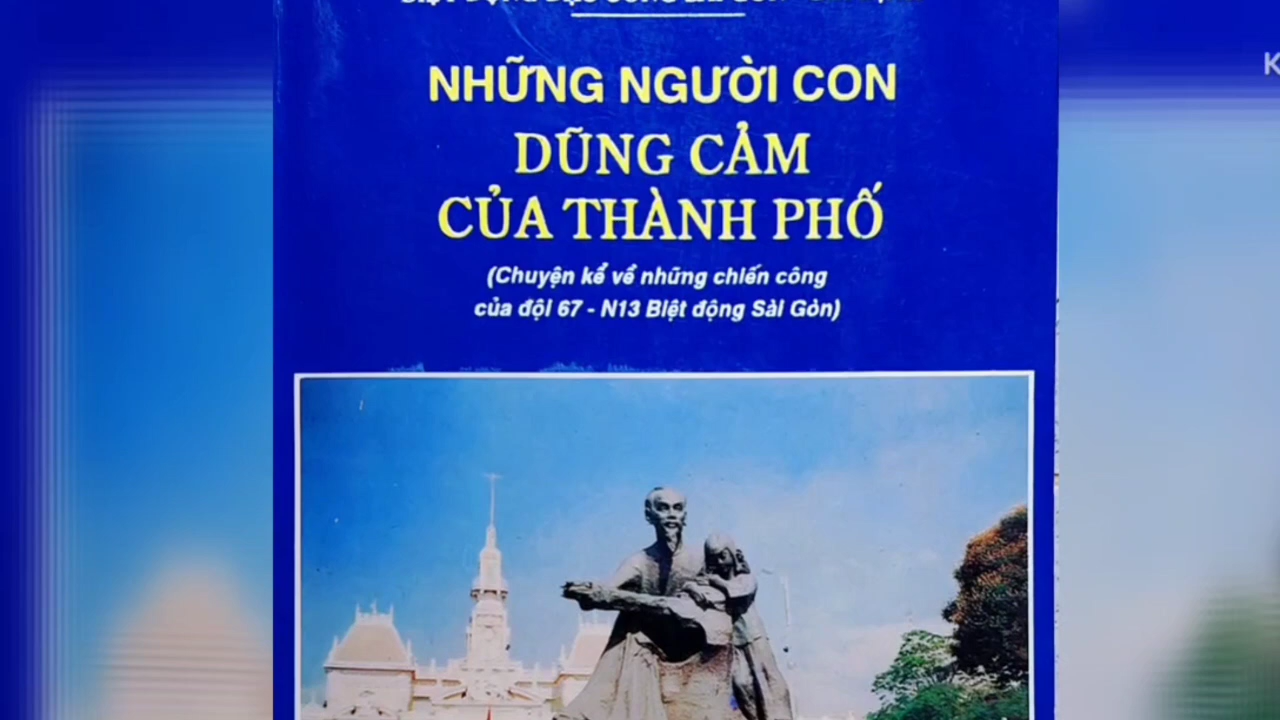 NHỮNG NGƯỜI CON
DŨNG CẢM
CỦA THÀNH PHỐ
(Chuyện kể về những chiến công
của đội 67 - N13 Biệt động Sài Gòn)
K